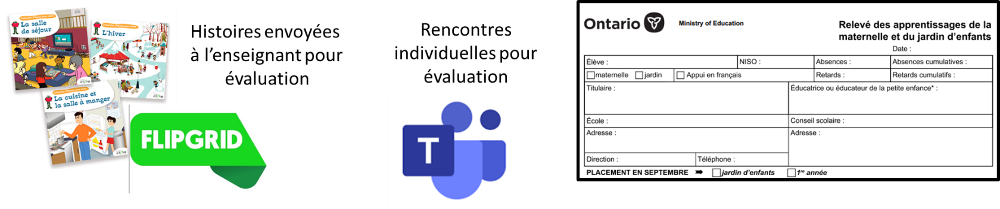 La salle
de séjour
L'hiver
La cuisine et
la salle à manger
Histoires envoyées
à l'enseignant pour
évaluation
FLIPGRID
Rencontres
individuelles pour
évaluation
T
Ontario
Ministry of Education
Relevé des apprentissages de la
maternelle et du jardin d'enfants
Date :
Élève :
NISO :
Absences :
Absences cumulatives :
maternelle
jardin
Appui en français
Retards :
Retards cumulatifs :
Titulaire :
Éducatrice ou éducateur de la petite enfance* :
École :
Conseil scolaire :
Adresse :
Adresse :
Direction :
Téléphone :
PLACEMENT EN SEPTEMBRE ➨ jardin d'enfants 1re année